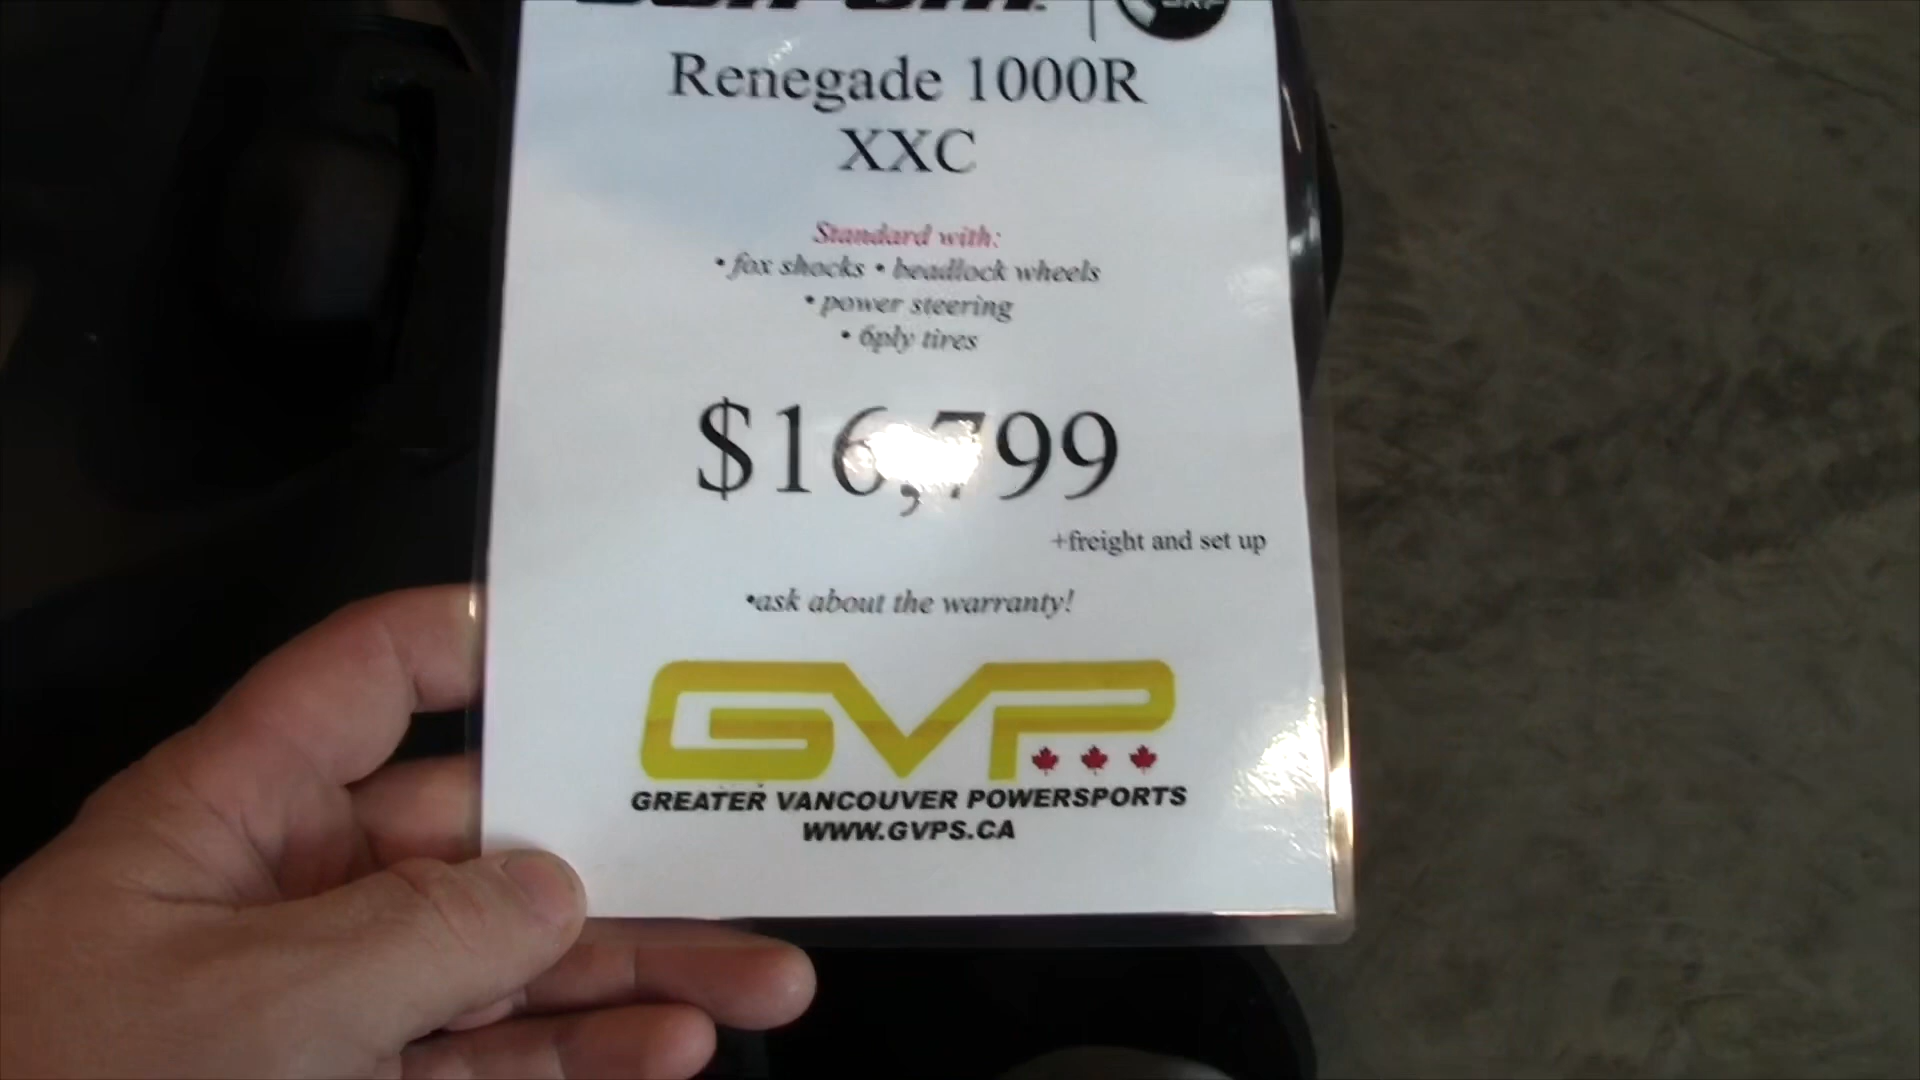 Renegade 1000R
XXC
Standard with:
• fox shocks • beadlock wheels
• power steering
• 6ply tires
$16,799
+freight and set up
•ask about the warranty!
GVP
GREATER VANCOUVER POWERSPORTS
WWW.GVPS.CA